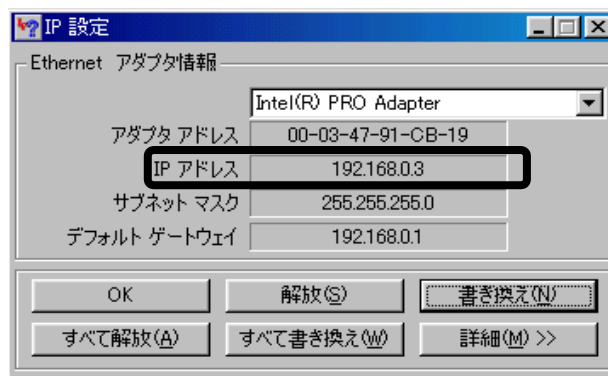 IP 設定
Ethernet アダプタ情報
Intel(R) PRO Adapter
アダプタ アドレス 00-03-47-91-CB-19
IP アドレス 192.168.0.3
サブネット マスク 255.255.255.0
デフォルト ゲートウェイ 192.168.0.1
OK 解放(S) 書き換え(N)
すべて解放(A) すべて書き換え(W) 詳細(M) >>